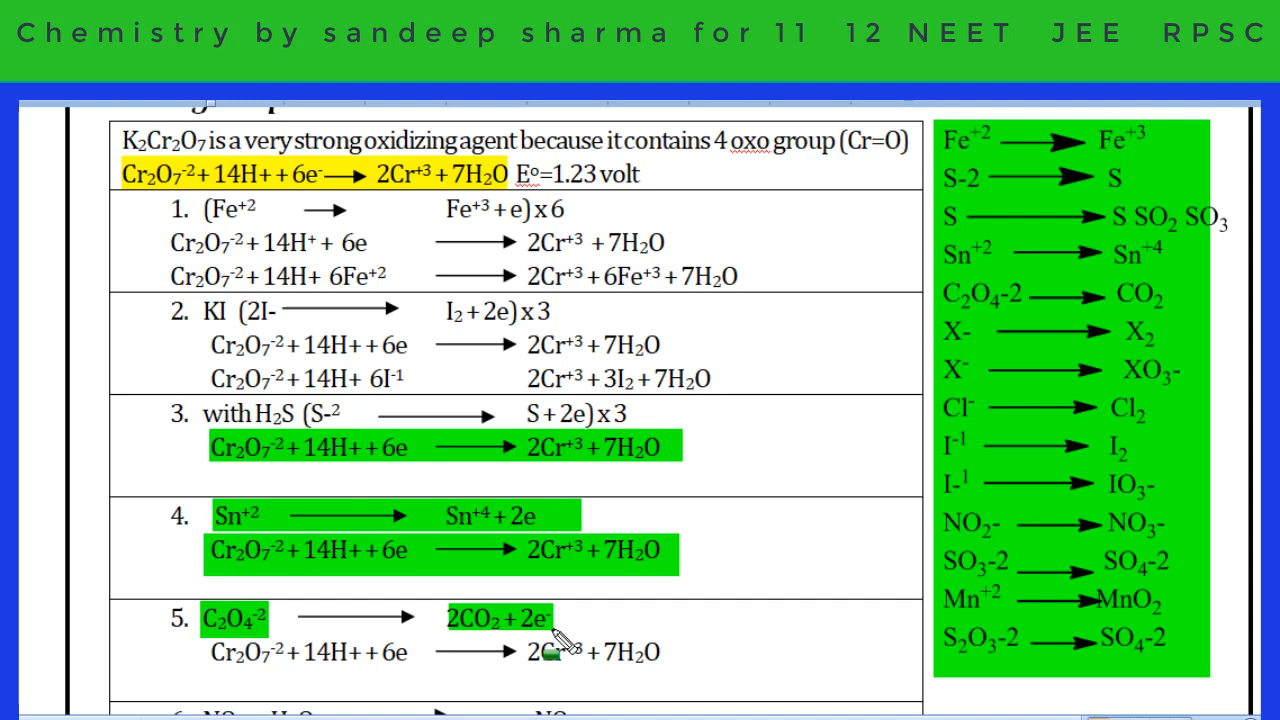 Chemistry by sandeep sharma for 11 12 NEET JEE RPSC
K₂Cr₂O₇ is a very strong oxidizing agent because it contains 4 oxo group (Cr=O)
Cr₂O₇⁻²+ 14H+ + 6e⁻ → 2Cr⁺³ + 7H₂O Eº=1.23 volt
1. (Fe⁺² → Fe⁺³ + e) x 6
Cr₂O₇⁻² + 14H⁺ + 6e → 2Cr⁺³ + 7H₂O
Cr₂O₇⁻² + 14H+ 6Fe⁺² → 2Cr⁺³ + 6Fe⁺³ + 7H₂O
2. KI (2I- → I₂ + 2e) x 3
Cr₂O₇⁻² + 14H+ + 6e → 2Cr⁺³ + 7H₂O
Cr₂O₇⁻² + 14H+ 6I⁻¹ 2Cr⁺³ + 3I₂ + 7H₂O
3. with H₂S (S-² → S + 2e) x 3
Cr₂O₇⁻² + 14H+ + 6e → 2Cr⁺³ + 7H₂O
4. Sn⁺² → Sn⁺⁴ + 2e
Cr₂O₇⁻² + 14H+ + 6e → 2Cr⁺³ + 7H₂O
5. C₂O₄⁻² → 2CO₂ + 2e⁻
Cr₂O₇⁻² + 14H+ + 6e → 2Cr⁺³ + 7H₂O
Fe⁺² → Fe⁺³
S-2 → S
S → S SO₂ SO₃
Sn⁺² → Sn⁺⁴
C₂O₄-2 → CO₂
X- → X₂
X⁻ → XO₃-
Cl⁻ → Cl₂
I⁻¹ → I₂
I-¹ → IO₃-
NO₂- → NO₃-
SO₃-2 → SO₄-2
Mn⁺² → MnO₂
S₂O₃-2 → SO₄-2